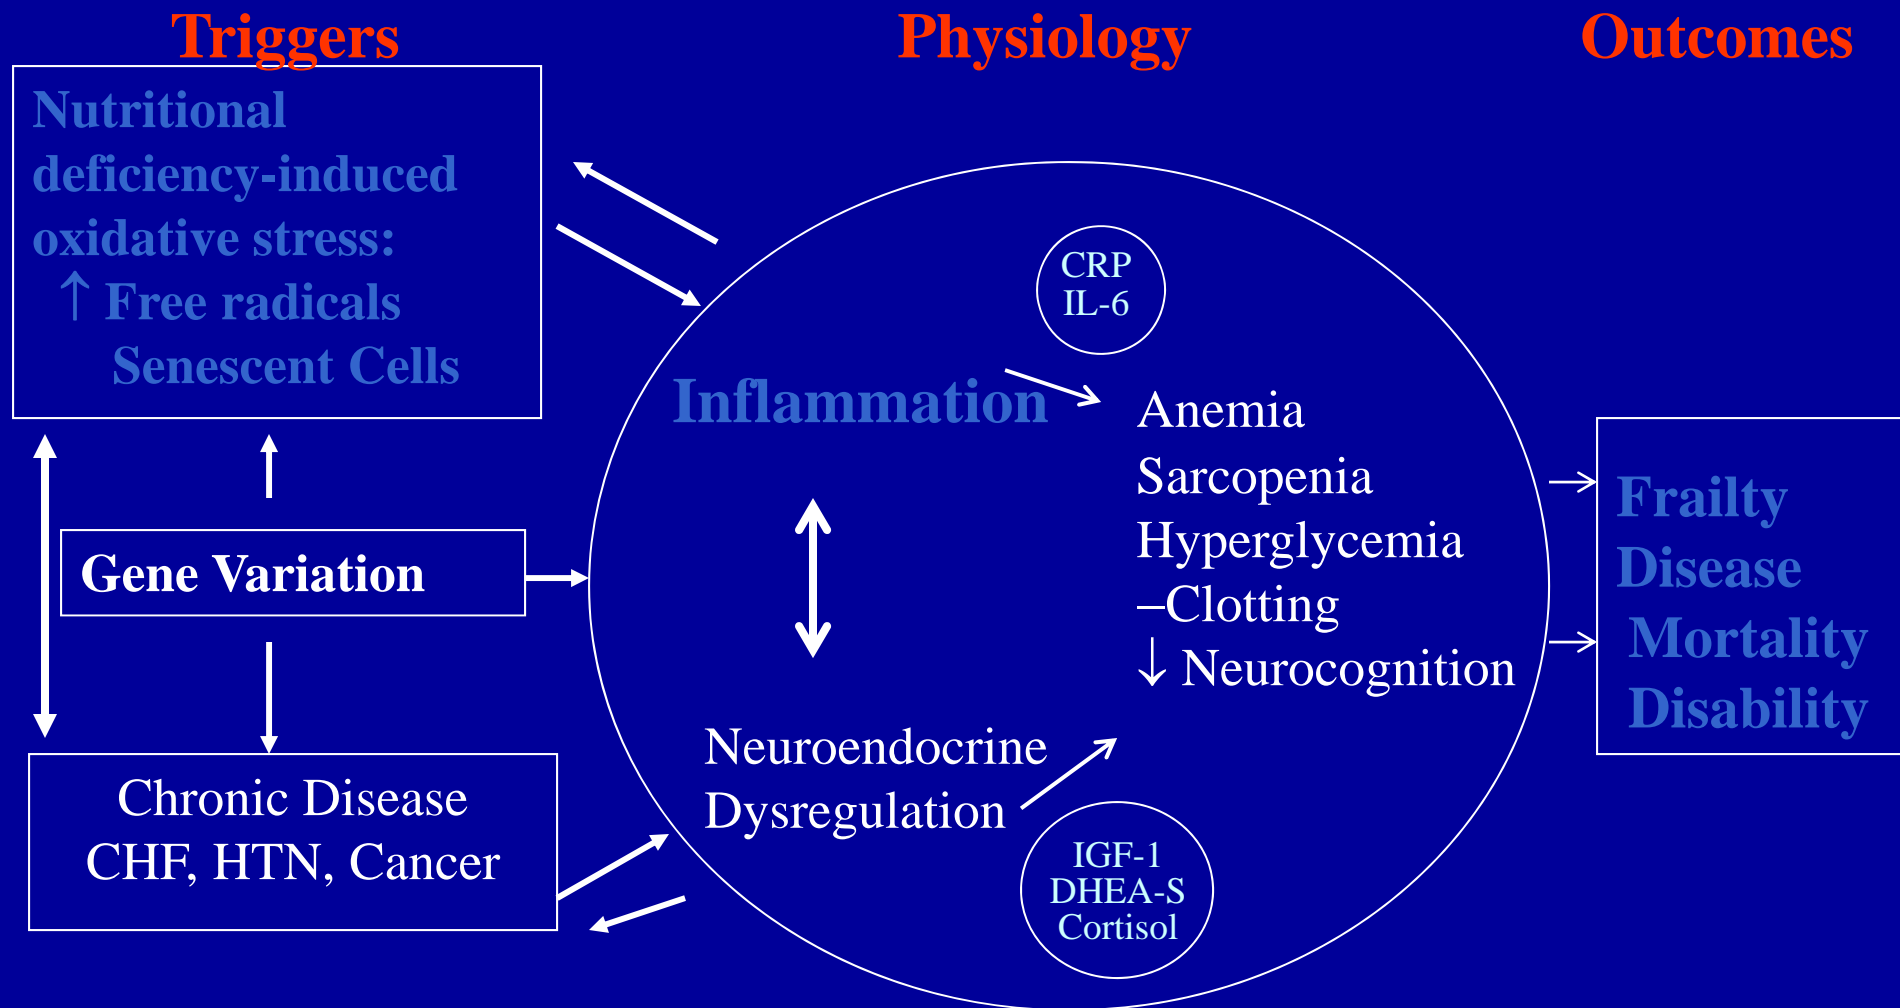 Triggers
Physiology
Outcomes
Nutritional
deficiency-induced
oxidative stress:
↑ Free radicals
Senescent Cells
Gene Variation
Chronic Disease
CHF, HTN, Cancer
CRP
IL-6
Inflammation
Anemia
Sarcopenia
Hyperglycemia
–Clotting
↓ Neurocognition
Neuroendocrine
Dysregulation
IGF-1
DHEA-S
Cortisol
Frailty
Disease
Mortality
Disability